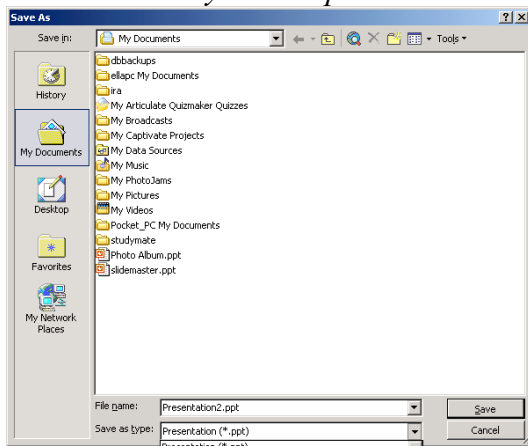 Save As
Save in:
My Documents
Tools
History
My Documents
Desktop
Favorites
My Network
Places
dbbackups
ellapc My Documents
ira
My Articulate Quizmaker Quizzes
My Broadcasts
My Captivate Projects
My Data Sources
My Music
My PhotoJams
My Pictures
My Videos
Pocket_PC My Documents
studymate
Photo Album.ppt
slidemaster.ppt
File name:
Presentation2.ppt
Save
Save as type:
Presentation (*.ppt)
Cancel